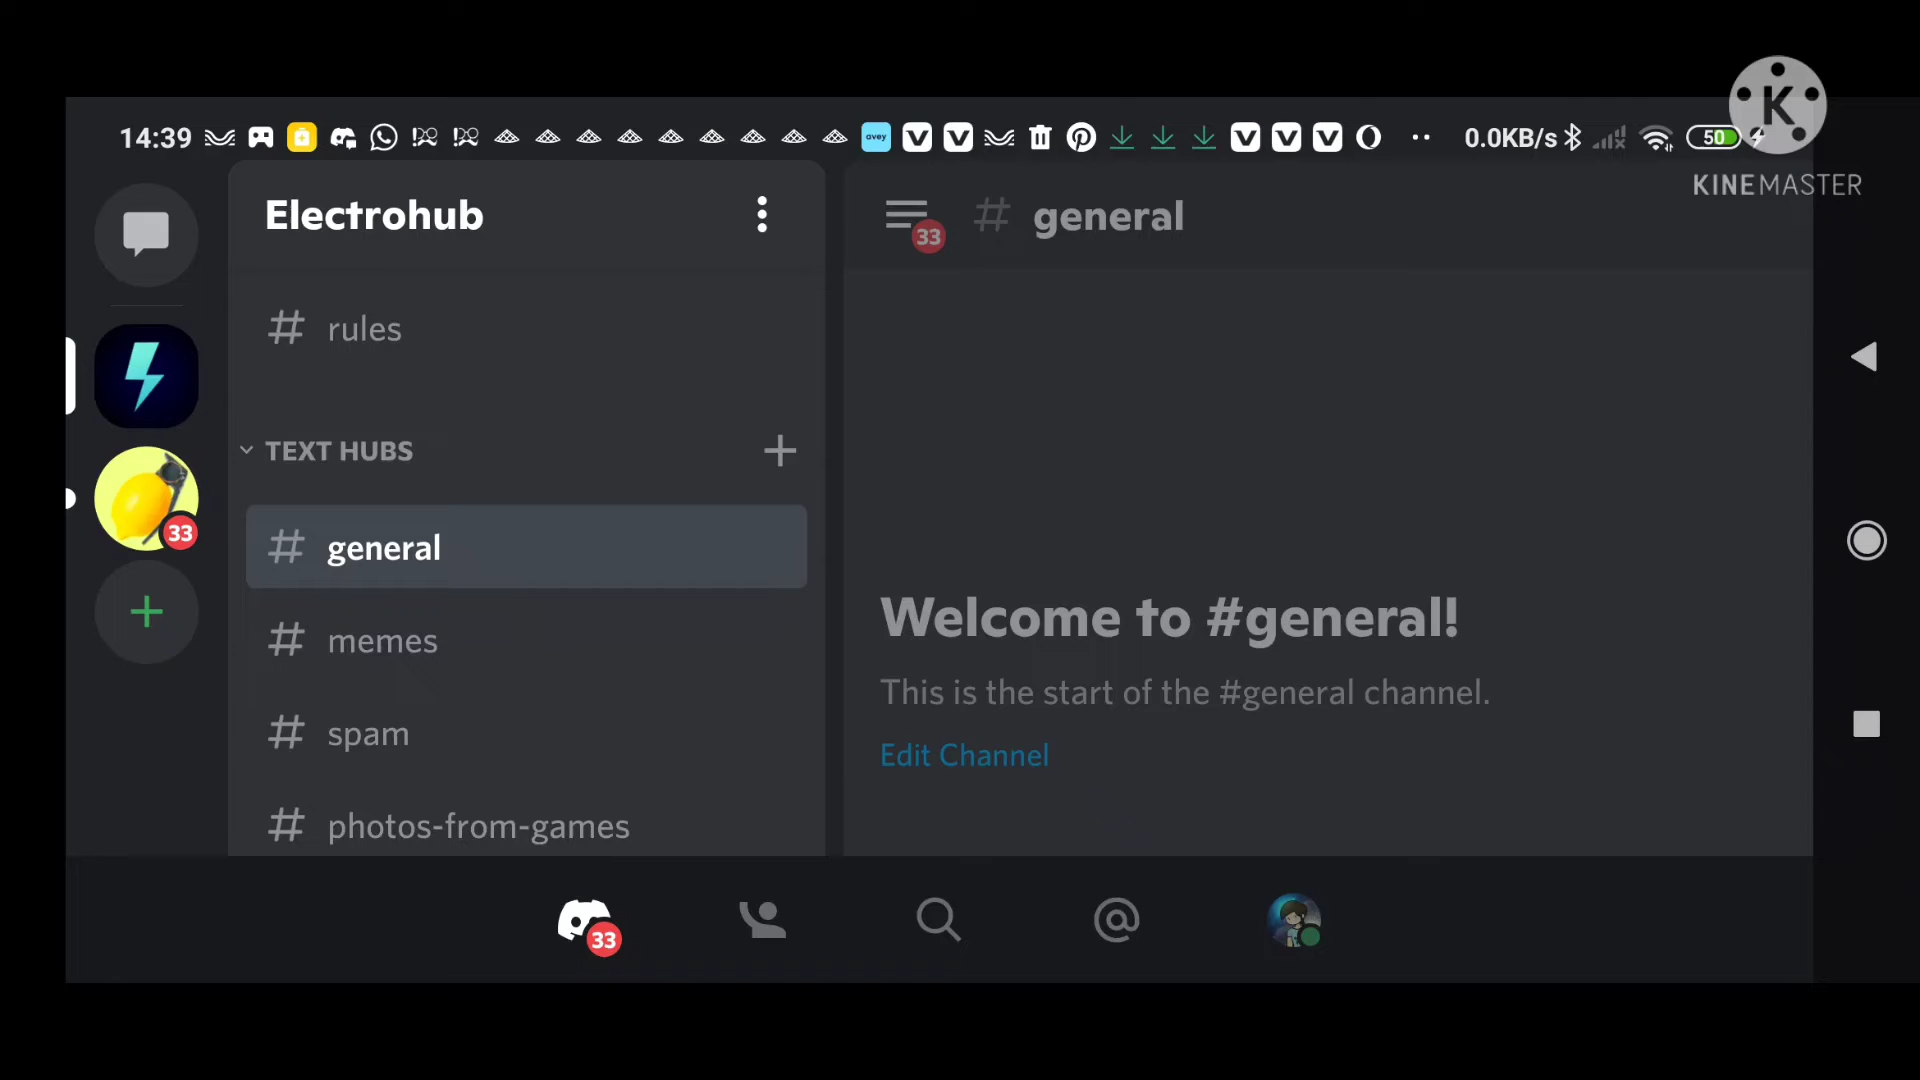 14:39
avey
0.0KB/s
50
K
KINEMASTER
Electrohub
33
# general
# rules
TEXT HUBS
33
# general
# memes
# spam
# photos-from-games
Welcome to #general!
This is the start of the #general channel.
Edit Channel
33